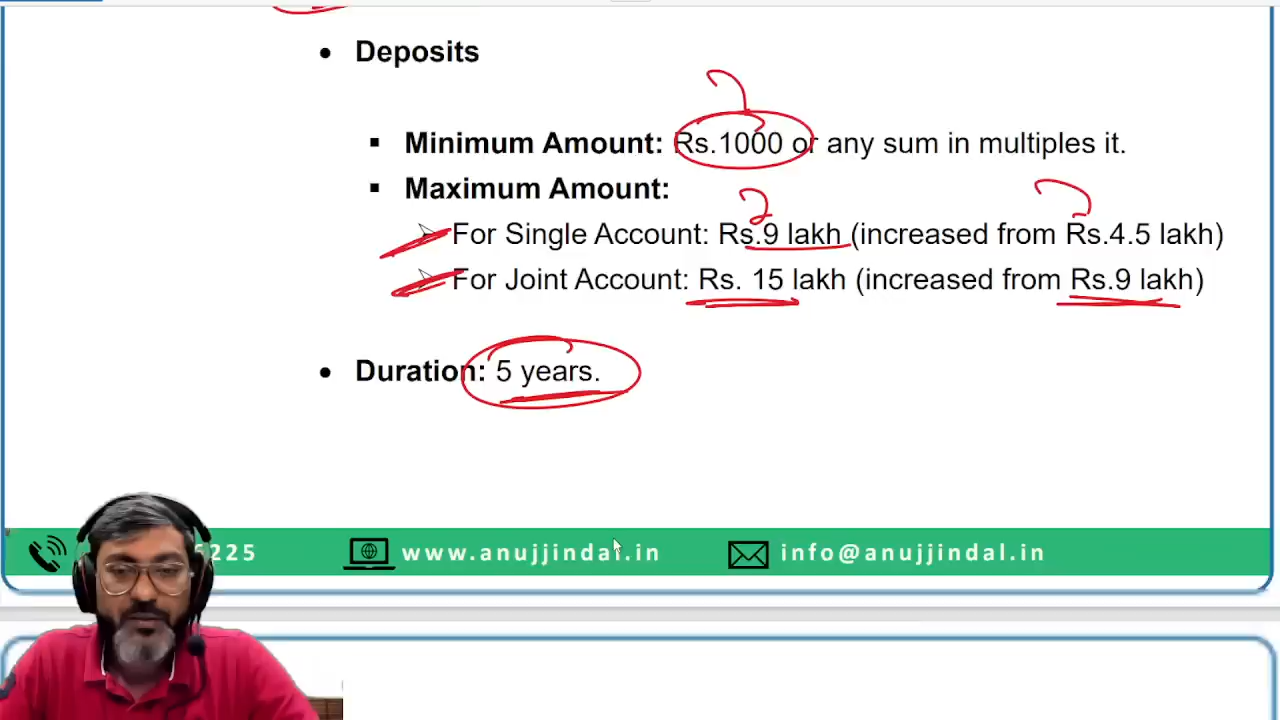 • Deposits
▪ Minimum Amount: Rs.1000 or any sum in multiples it.
▪ Maximum Amount:
➢ For Single Account: Rs.9 lakh (increased from Rs.4.5 lakh)
➢ For Joint Account: Rs. 15 lakh (increased from Rs.9 lakh)
• Duration: 5 years.
5225 www.anujjindal.in info@anujjindal.in